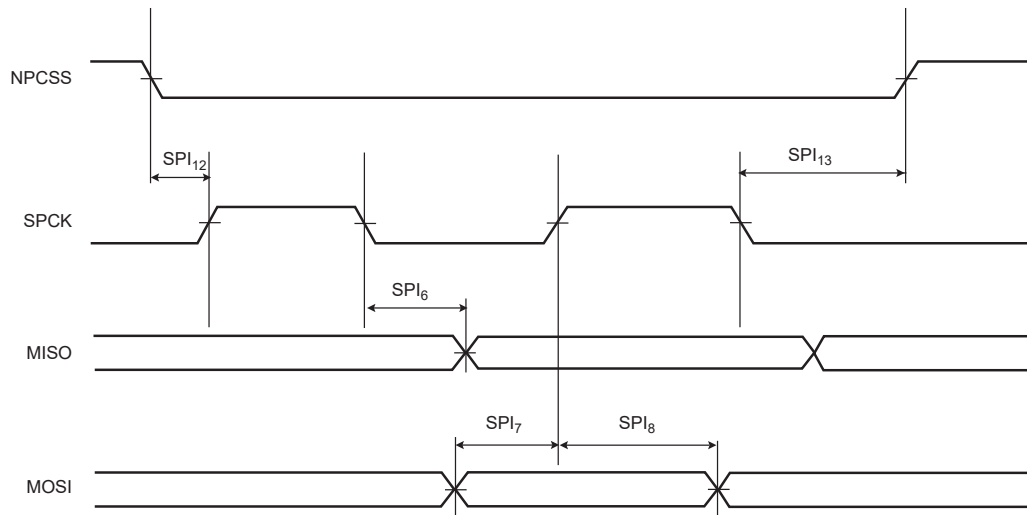 NPCSS
SPI₁₂
SPI₁₃
SPCK
SPI₆
MISO
SPI₇
SPI₈
MOSI